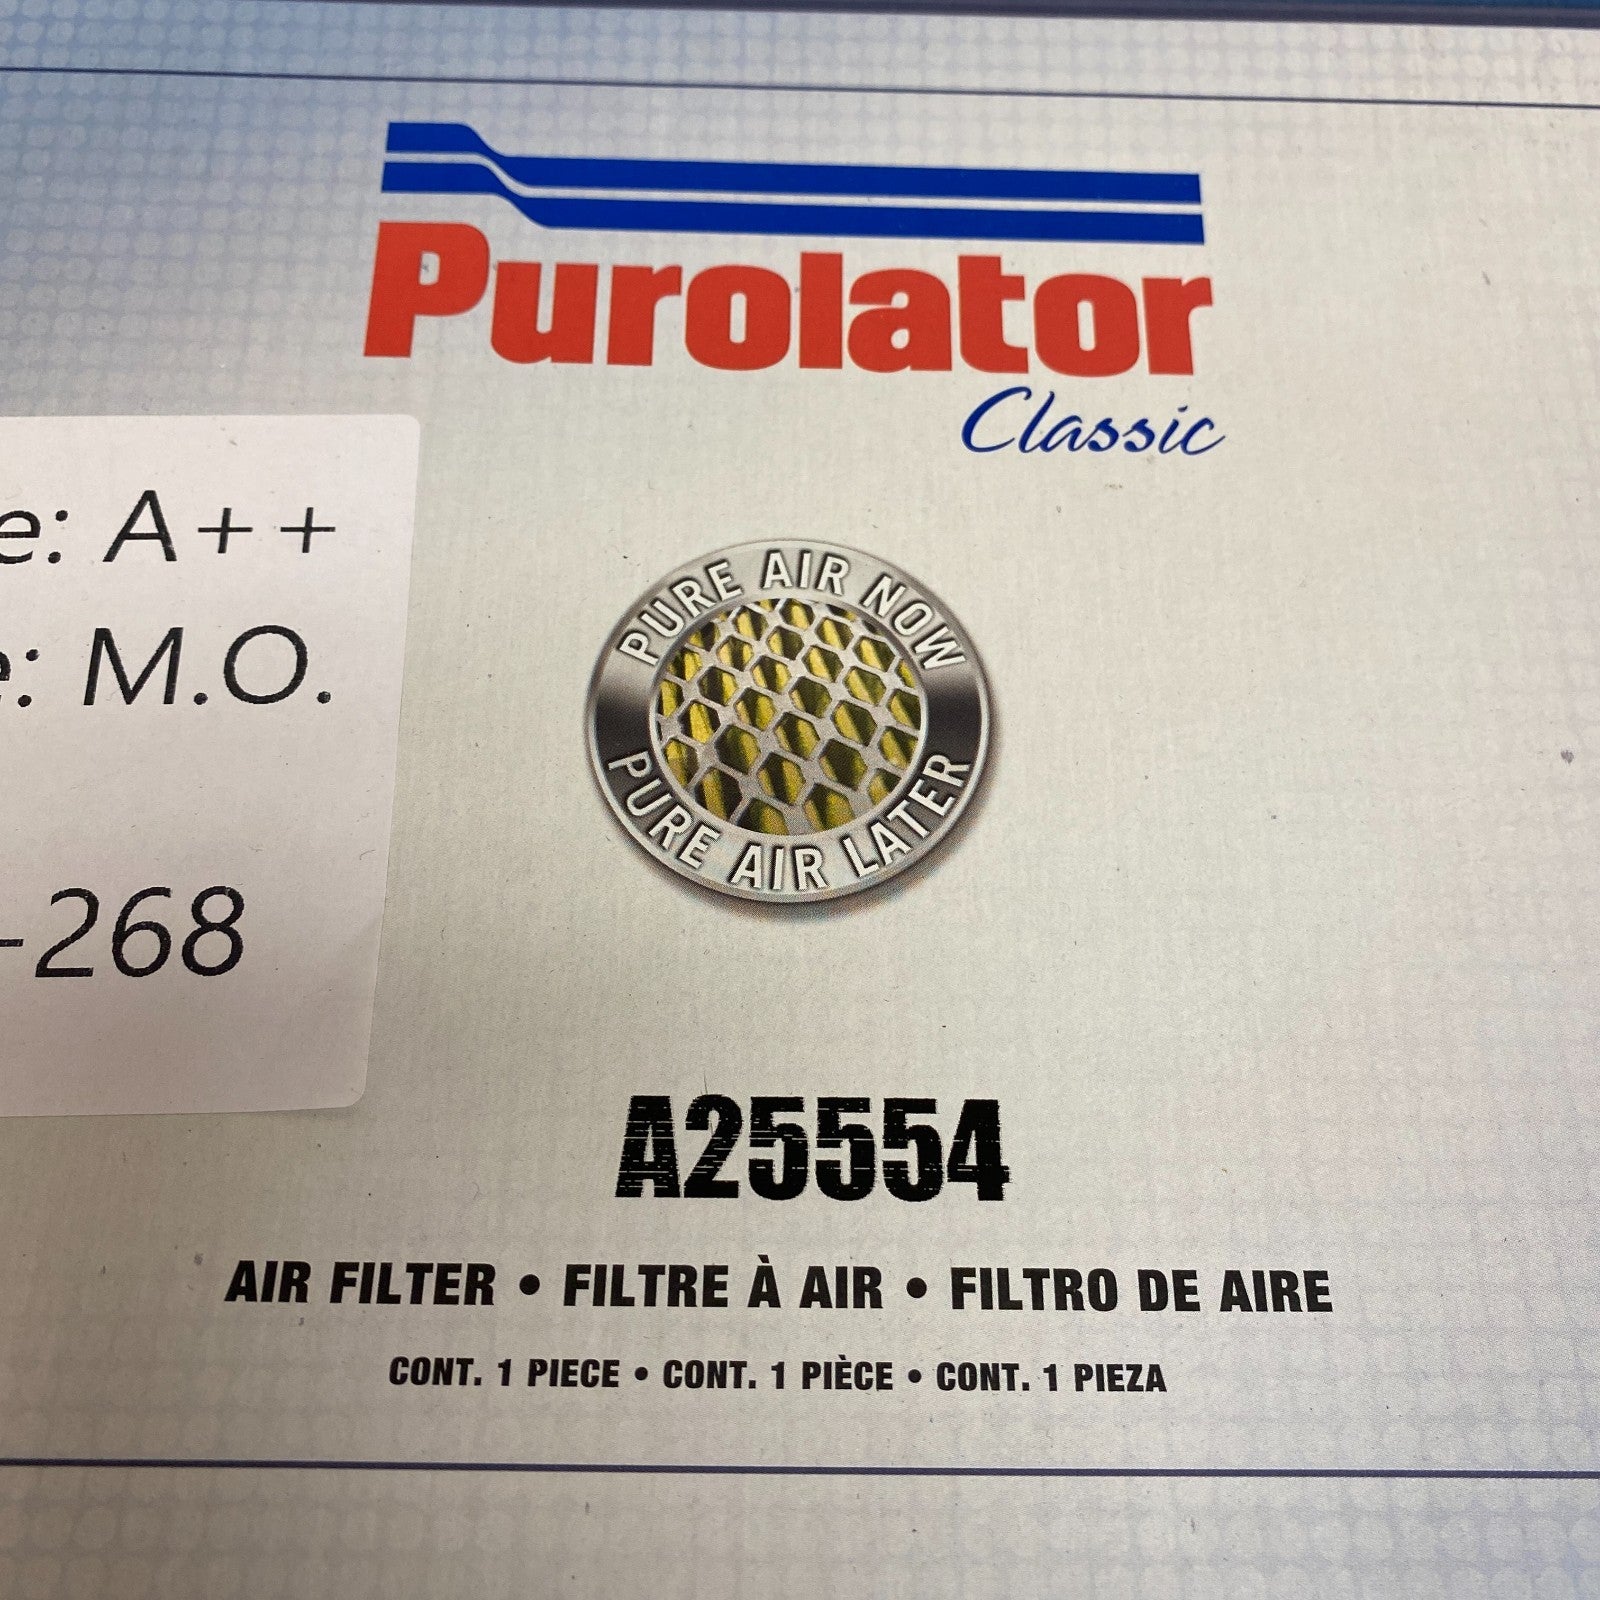 Purolator
Classic
e: A++
e: M.O.
-268
PURE AIR NOW
PURE AIR LATER
A25554
AIR FILTER • FILTRE À AIR • FILTRO DE AIRE
CONT. 1 PIECE • CONT. 1 PIÈCE • CONT. 1 PIEZA